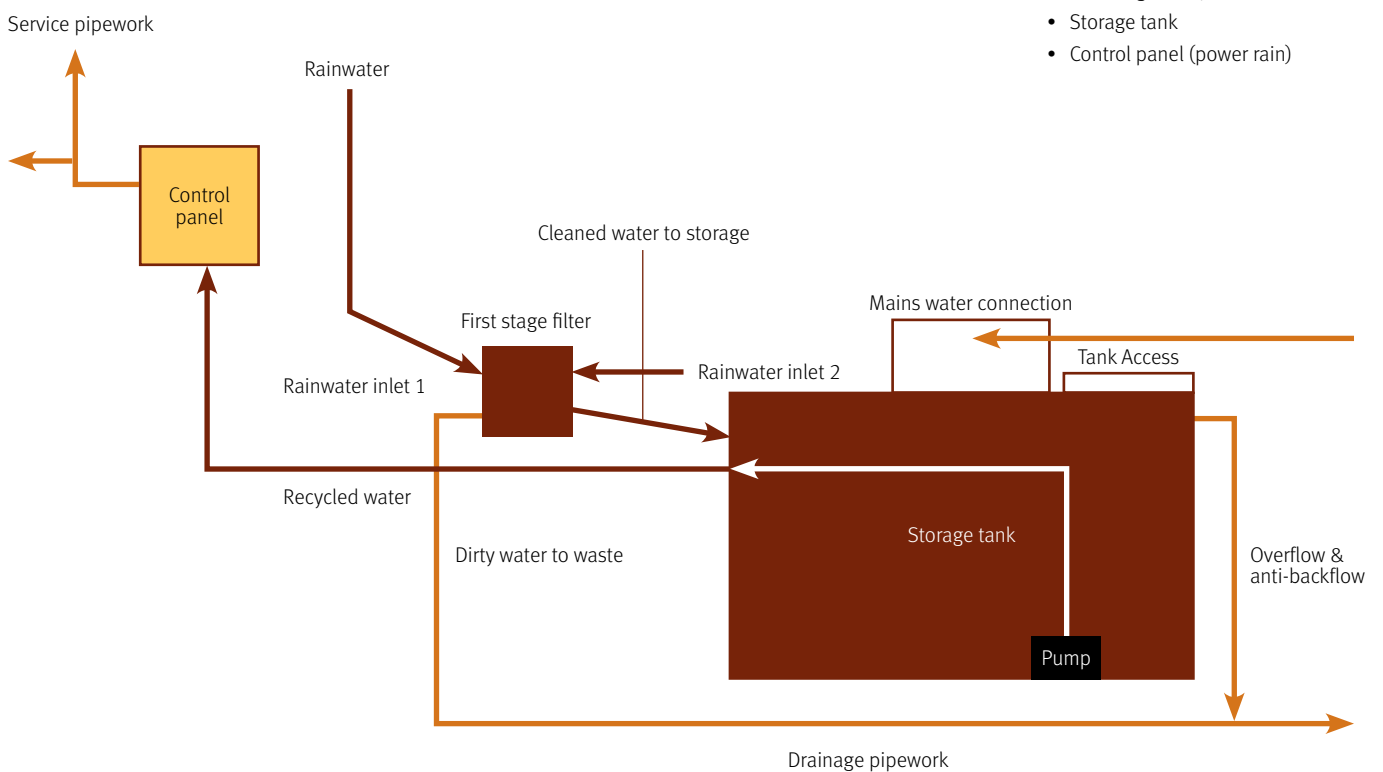 • Storage tank
• Control panel (power rain)
Service pipework
Rainwater
Control
panel
Cleaned water to storage
Mains water connection
First stage filter
Tank Access
Rainwater inlet 1
Rainwater inlet 2
Recycled water
Storage tank
Dirty water to waste
Overflow &
anti-backflow
Pump
Drainage pipework